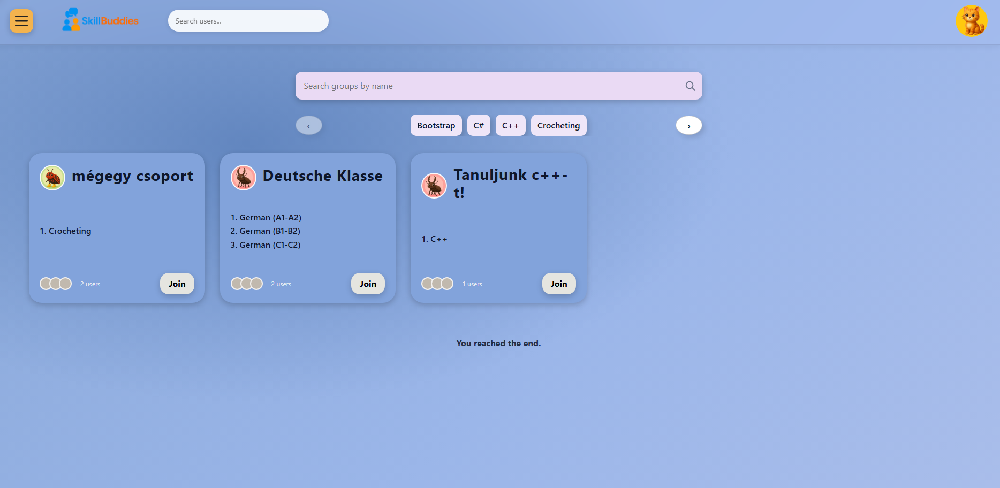 SkillBuddies
Search users...
Search groups by name
‹
Bootstrap
C#
C++
Crocheting
›
mégegy csoport
1. Crocheting
2 users
Join
Deutsche Klasse
1. German (A1-A2)
2. German (B1-B2)
3. German (C1-C2)
2 users
Join
Tanuljunk c++-
t!
1. C++
1 users
Join
You reached the end.